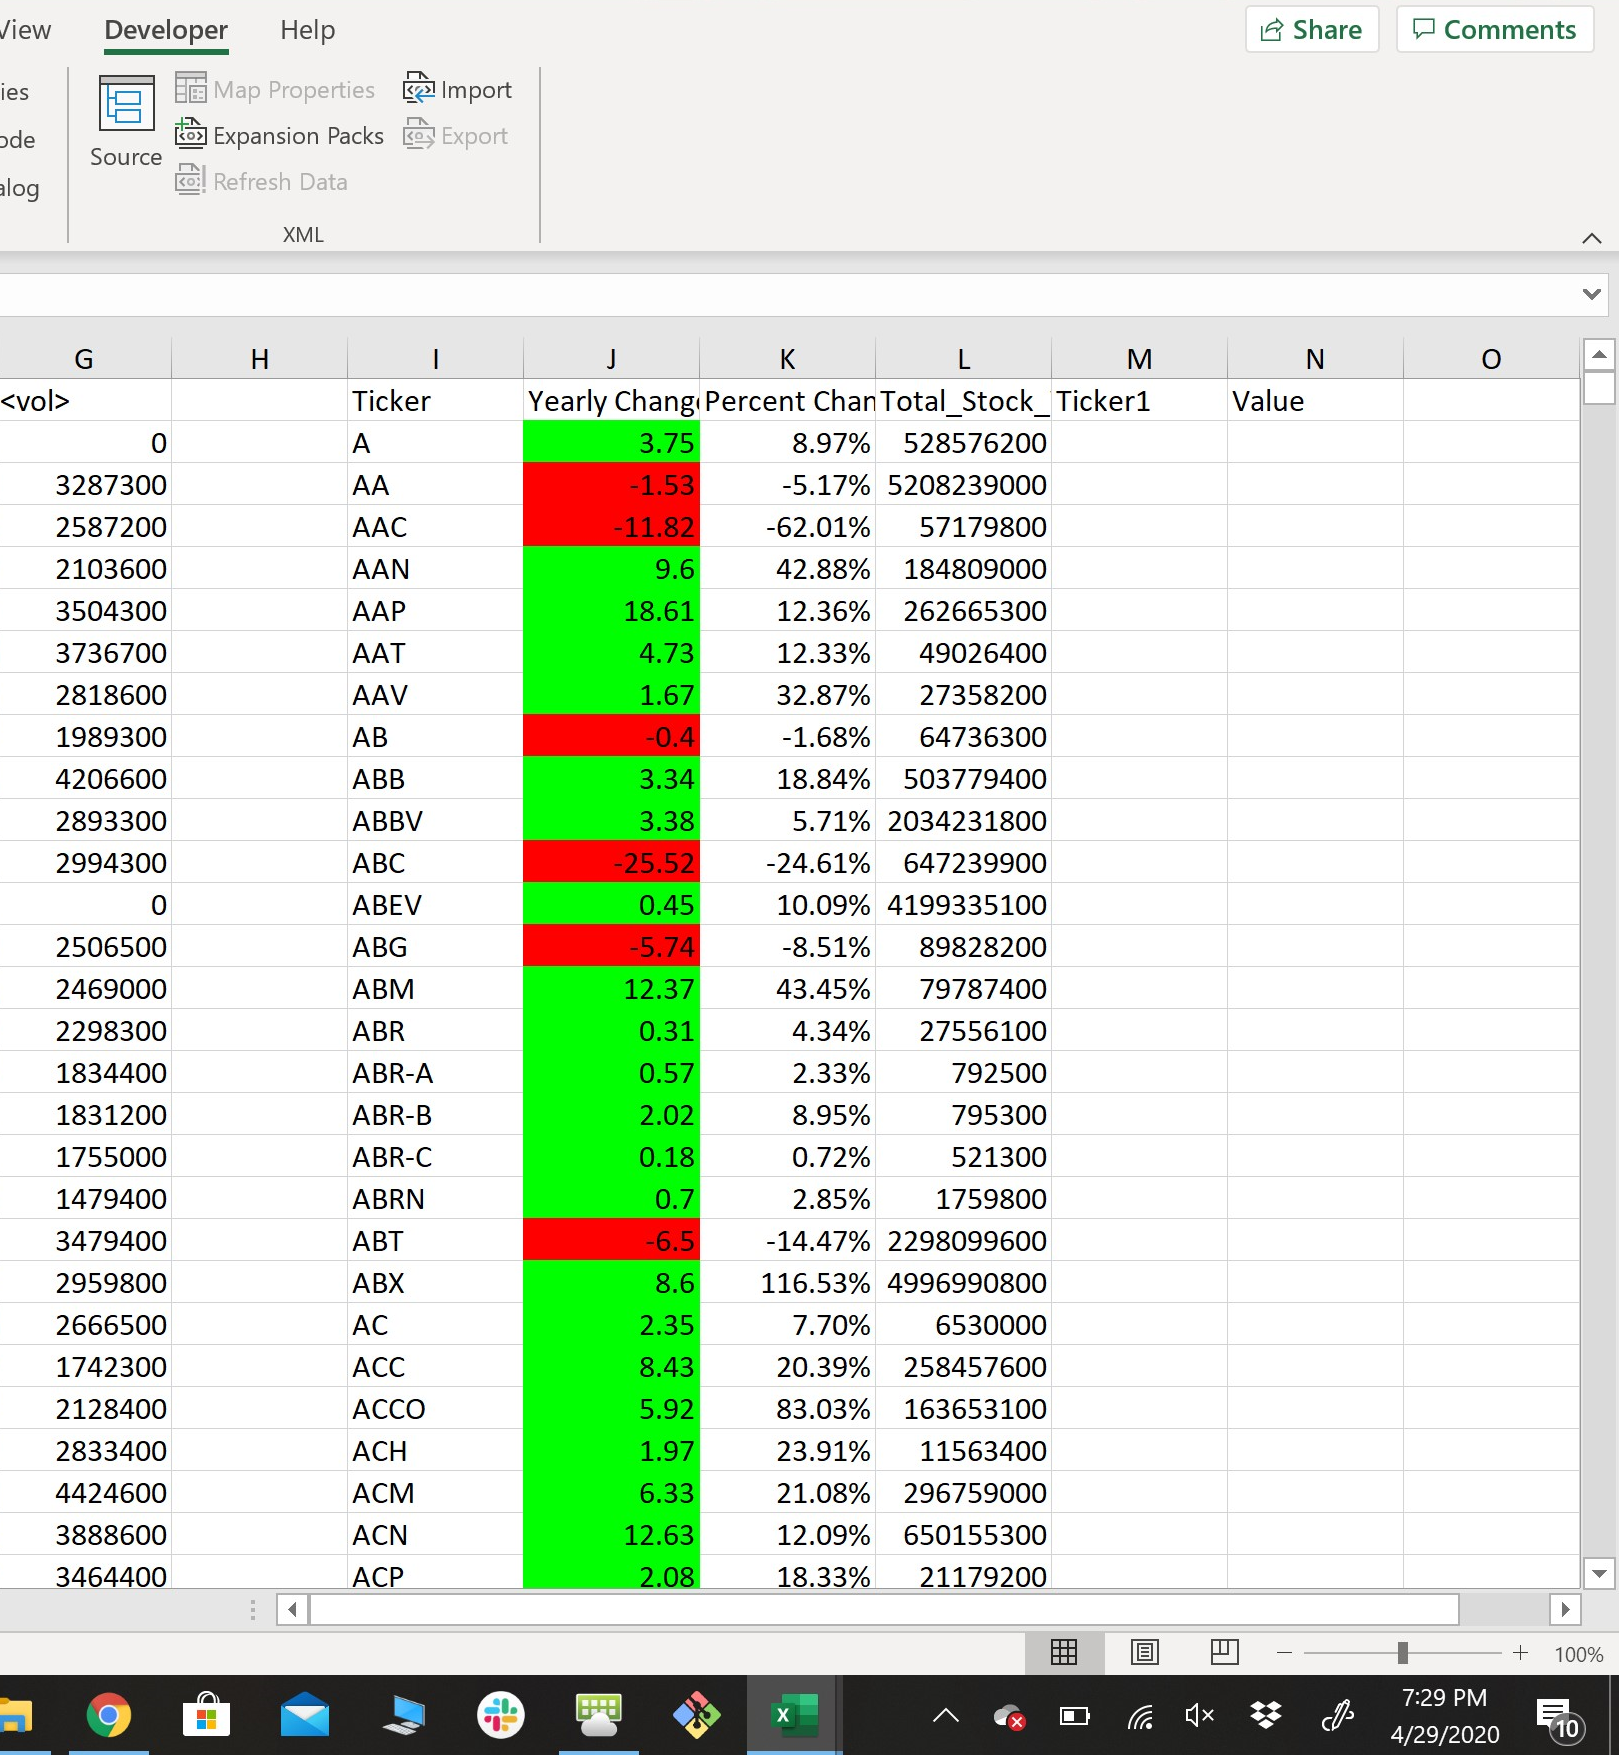 View Developer Help Share Comments
ies Map Properties Import
ode Expansion Packs Export
Source
alog Refresh Data
XML
G H I J K L M N O
<vol> Ticker Yearly Change Percent Chan Total_Stock_ Ticker1 Value
0 A 3.75 8.97% 528576200
3287300 AA -1.53 -5.17% 5208239000
2587200 AAC -11.82 -62.01% 57179800
2103600 AAN 9.6 42.88% 184809000
3504300 AAP 18.61 12.36% 262665300
3736700 AAT 4.73 12.33% 49026400
2818600 AAV 1.67 32.87% 27358200
1989300 AB -0.4 -1.68% 64736300
4206600 ABB 3.34 18.84% 503779400
2893300 ABBV 3.38 5.71% 2034231800
2994300 ABC -25.52 -24.61% 647239900
0 ABEV 0.45 10.09% 4199335100
2506500 ABG -5.74 -8.51% 89828200
2469000 ABM 12.37 43.45% 79787400
2298300 ABR 0.31 4.34% 27556100
1834400 ABR-A 0.57 2.33% 792500
1831200 ABR-B 2.02 8.95% 795300
1755000 ABR-C 0.18 0.72% 521300
1479400 ABRN 0.7 2.85% 1759800
3479400 ABT -6.5 -14.47% 2298099600
2959800 ABX 8.6 116.53% 4996990800
2666500 AC 2.35 7.70% 6530000
1742300 ACC 8.43 20.39% 258457600
2128400 ACCO 5.92 83.03% 163653100
2833400 ACH 1.97 23.91% 11563400
4424600 ACM 6.33 21.08% 296759000
3888600 ACN 12.63 12.09% 650155300
3464400 ACP 2.08 18.33% 21179200
100%
7:29 PM
4/29/2020
10